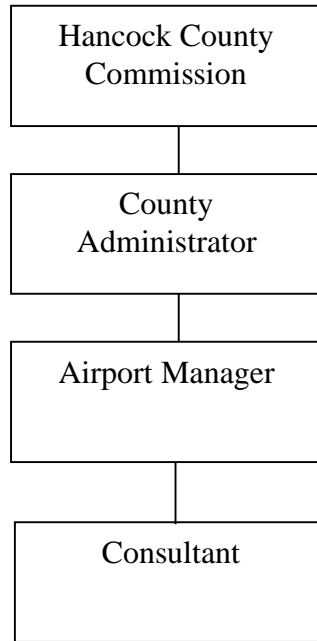 Hancock County
Commission
County
Administrator
Airport Manager
Consultant